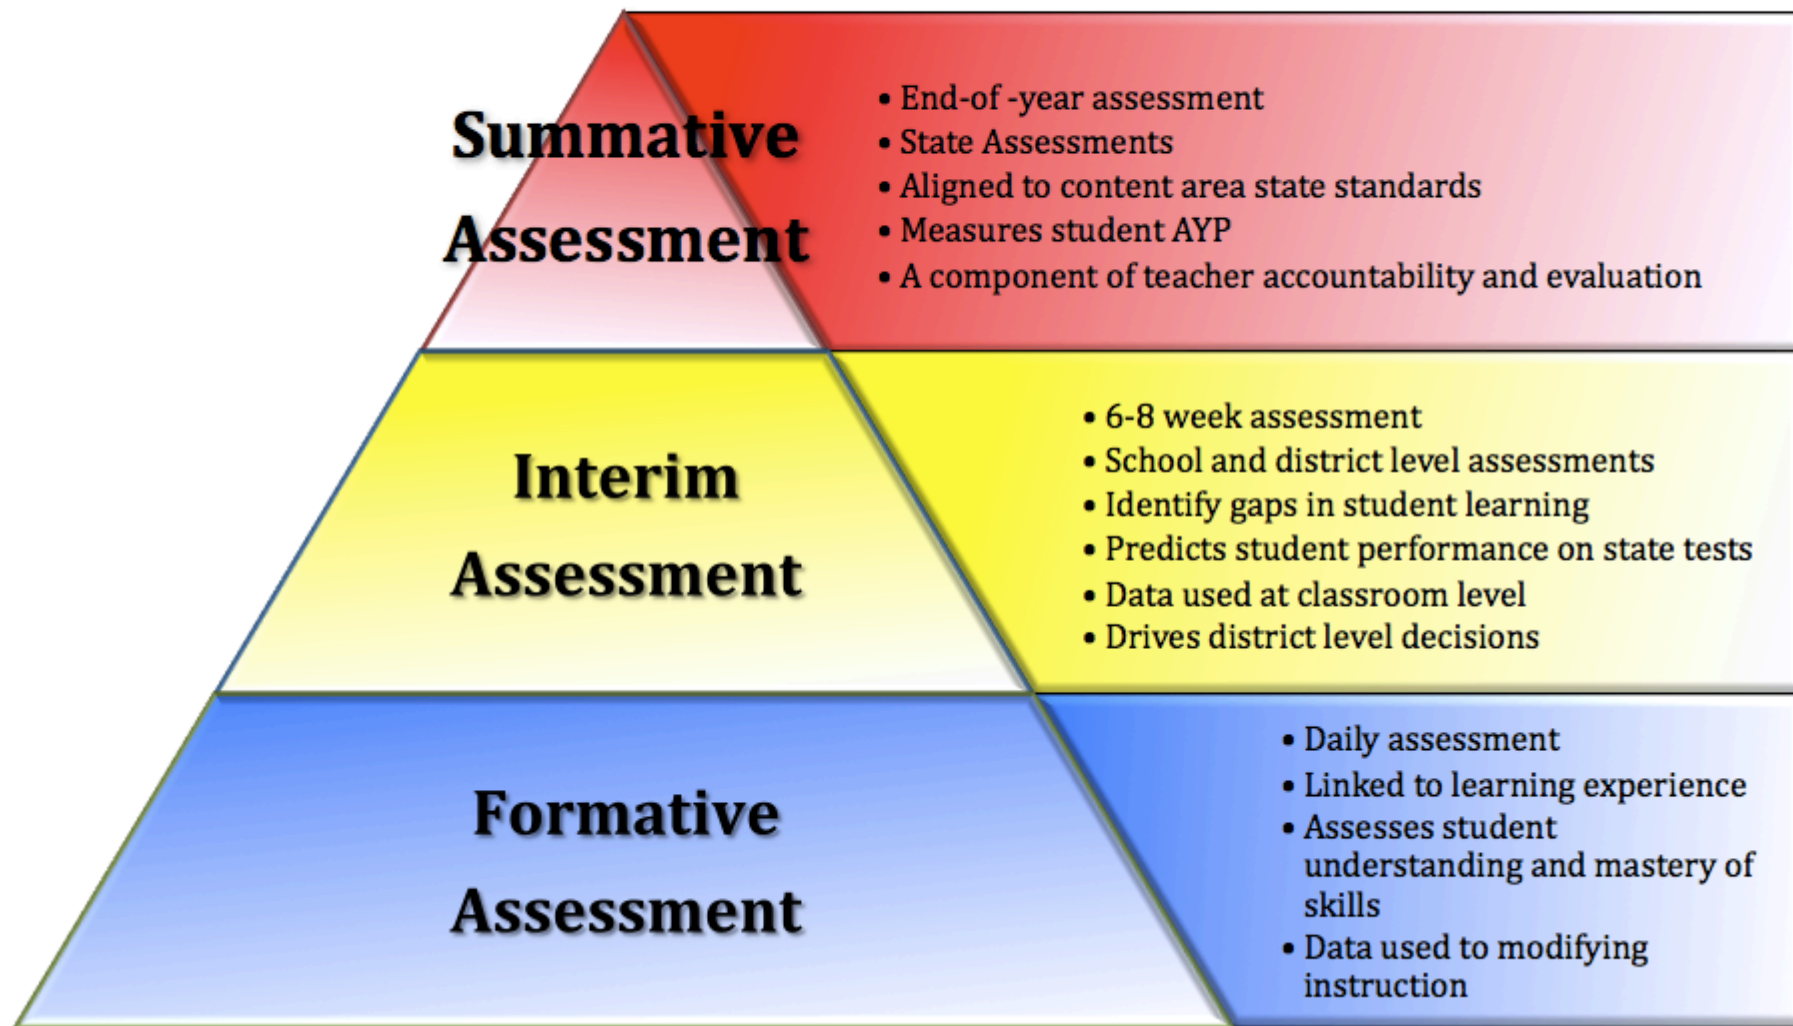 Summative
Assessment
• End-of -year assessment
• State Assessments
• Aligned to content area state standards
• Measures student AYP
• A component of teacher accountability and evaluation
Interim
Assessment
• 6-8 week assessment
• School and district level assessments
• Identify gaps in student learning
• Predicts student performance on state tests
• Data used at classroom level
• Drives district level decisions
Formative
Assessment
• Daily assessment
• Linked to learning experience
• Assesses student
understanding and mastery of
skills
• Data used to modifying
instruction